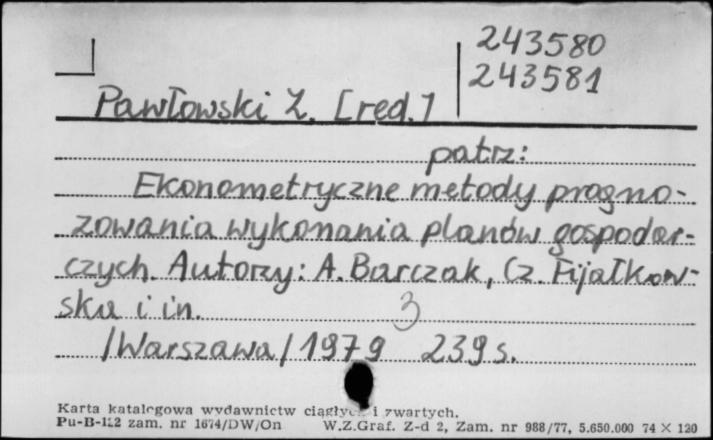 243580
243581
Pawłowski Z. [red.]
patrz:
Ekonometryczne metody progno-
zowania wykonania planów gospodar-
czych. Autorzy: A. Barczak, Cz. Fijałkow-
ska i in.
3
/Warszawa/ 1979 239 s.
Karta katalogowa wydawnictw ciągłych i zwartych.
Pu-B-112 zam. nr 1674/DW/On W.Z.Graf. Z-d 2, Zam. nr 988/77, 5.650.000 74 X 120